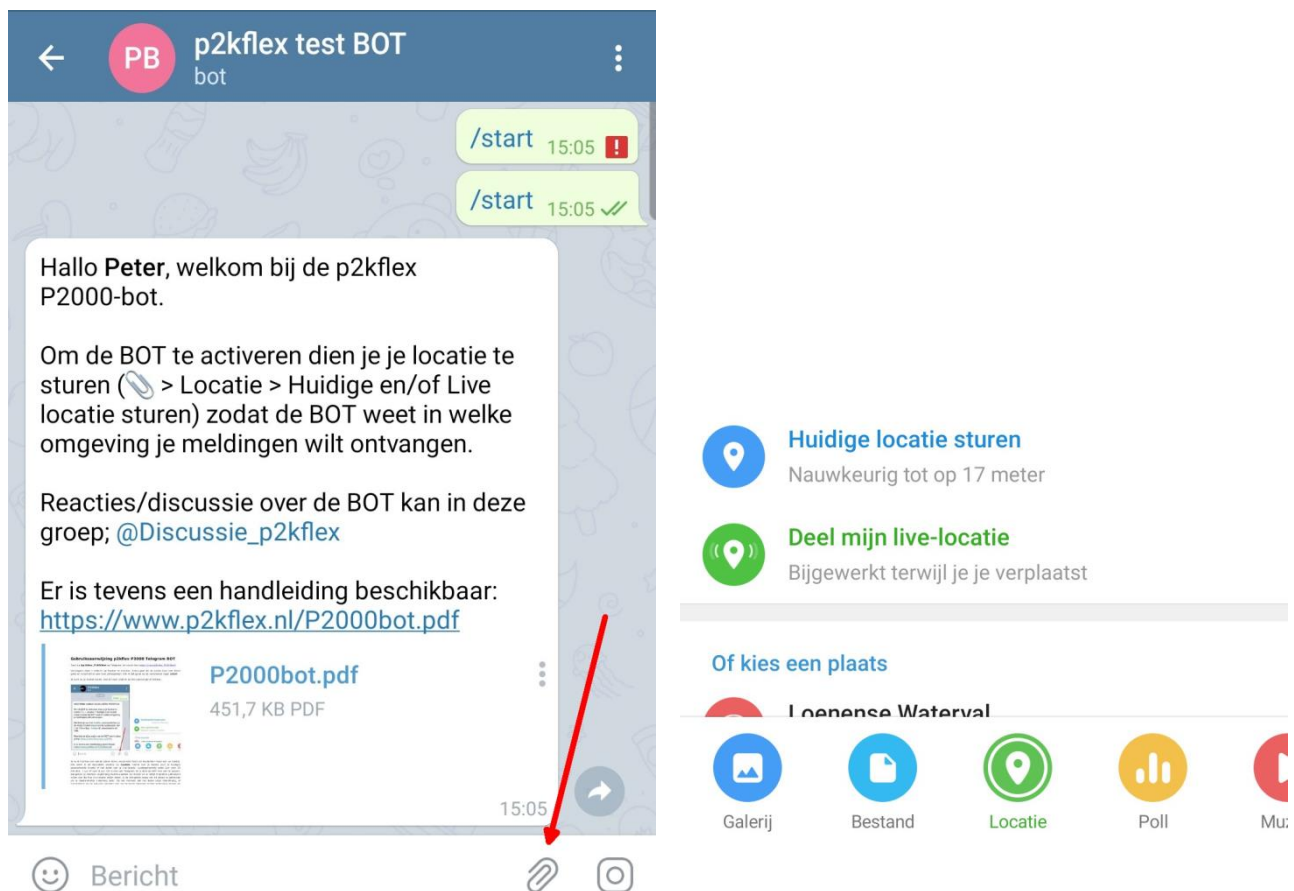 PB
p2kflex test BOT
bot
/start 15:05
/start 15:05
Hallo Peter, welkom bij de p2kflex
P2000-bot.
Om de BOT te activeren dien je je locatie te
sturen (📎 > Locatie > Huidige en/of Live
locatie sturen) zodat de BOT weet in welke
omgeving je meldingen wilt ontvangen.
Reacties/discussie over de BOT kan in deze
groep; @Discussie_p2kflex
Er is tevens een handleiding beschikbaar:
https://www.p2kflex.nl/P2000bot.pdf
P2000bot.pdf
451,7 KB PDF
15:05
Bericht
Huidige locatie sturen
Nauwkeurig tot op 17 meter
Deel mijn live-locatie
Bijgewerkt terwijl je je verplaatst
Of kies een plaats
Loenense Waterval
Galerij
Bestand
Locatie
Poll